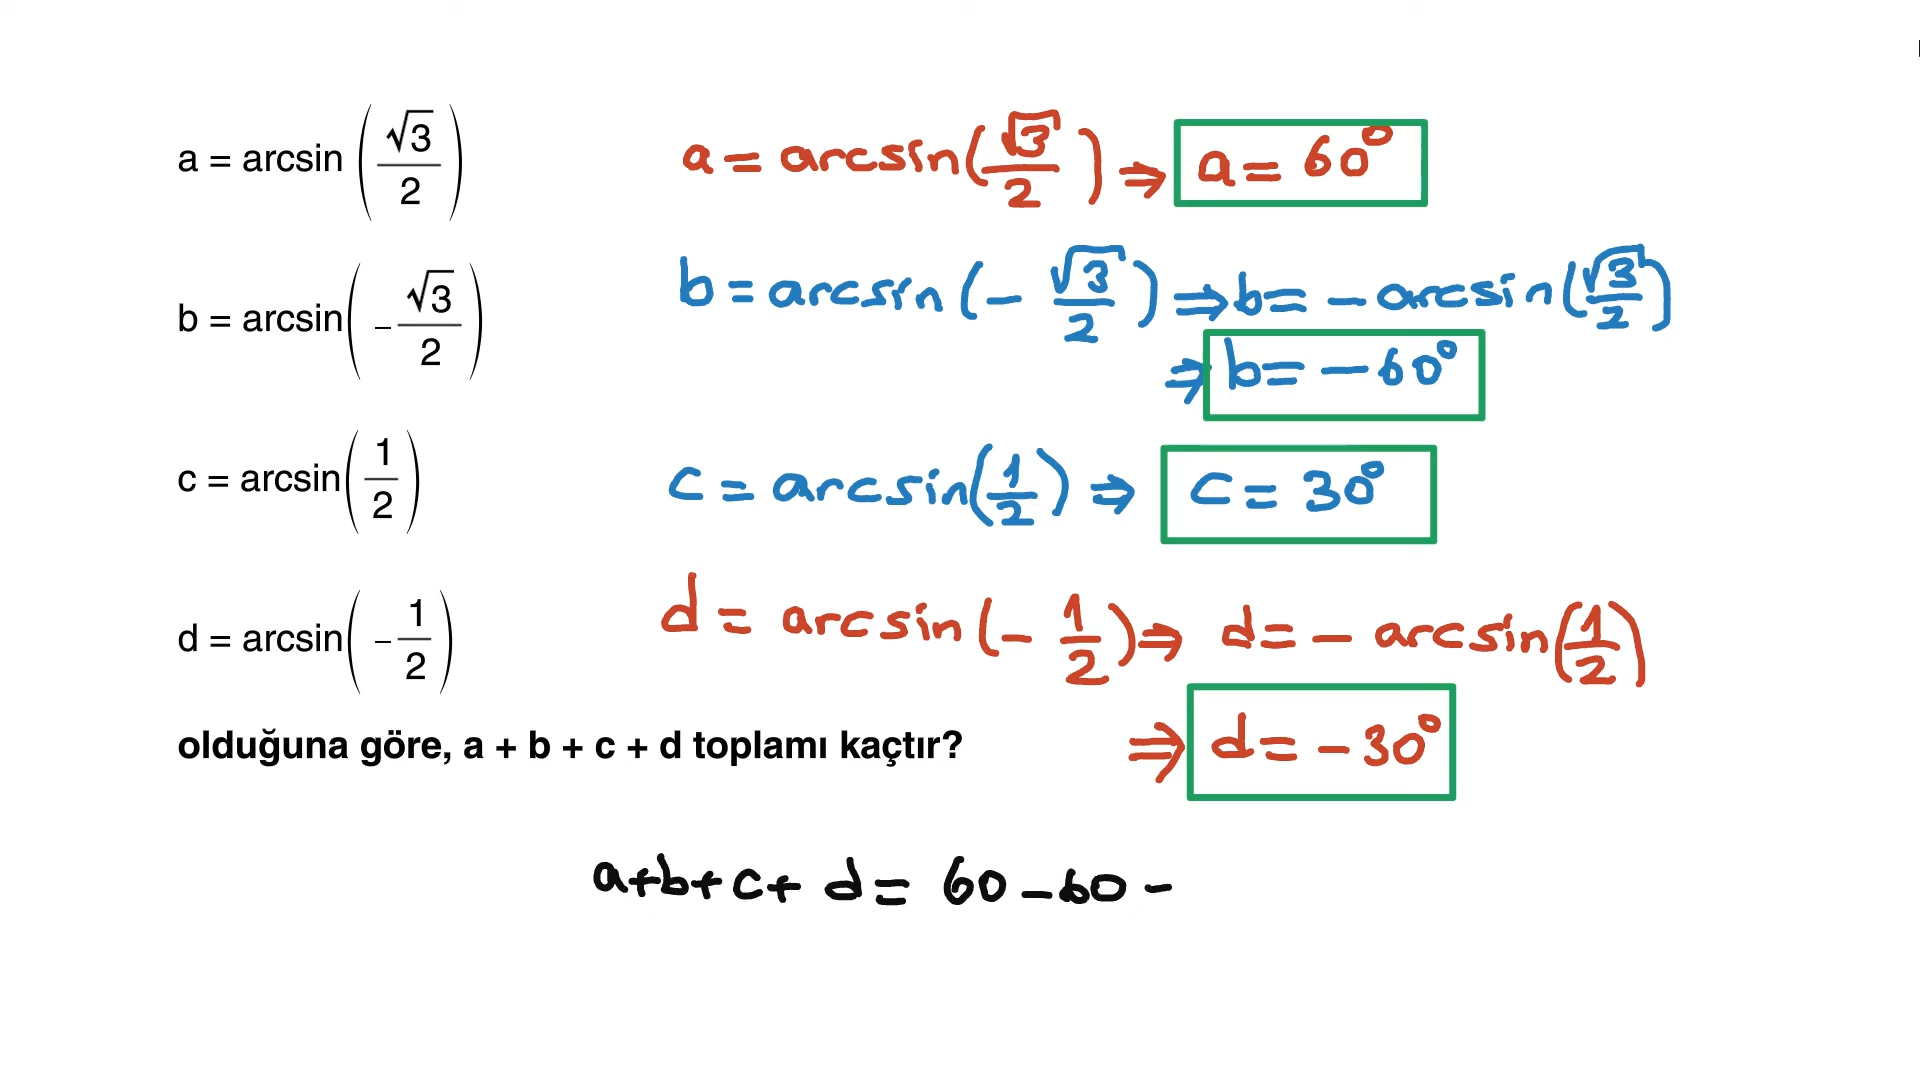 a = arcsin (√3/2)
a = arcsin(√3/2) ⇒ a = 60°
b = arcsin(-√3/2)
b = arcsin(-√3/2) ⇒ b = - arcsin(√3/2)
⇒ b = -60°
c = arcsin(1/2)
c = arcsin(1/2) ⇒ c = 30°
d = arcsin(-1/2)
d = arcsin(-1/2) ⇒ d = - arcsin(1/2)
⇒ d = -30°
olduğuna göre, a + b + c + d toplamı kaçtır?
a+b+c+ d = 60 - 60 -